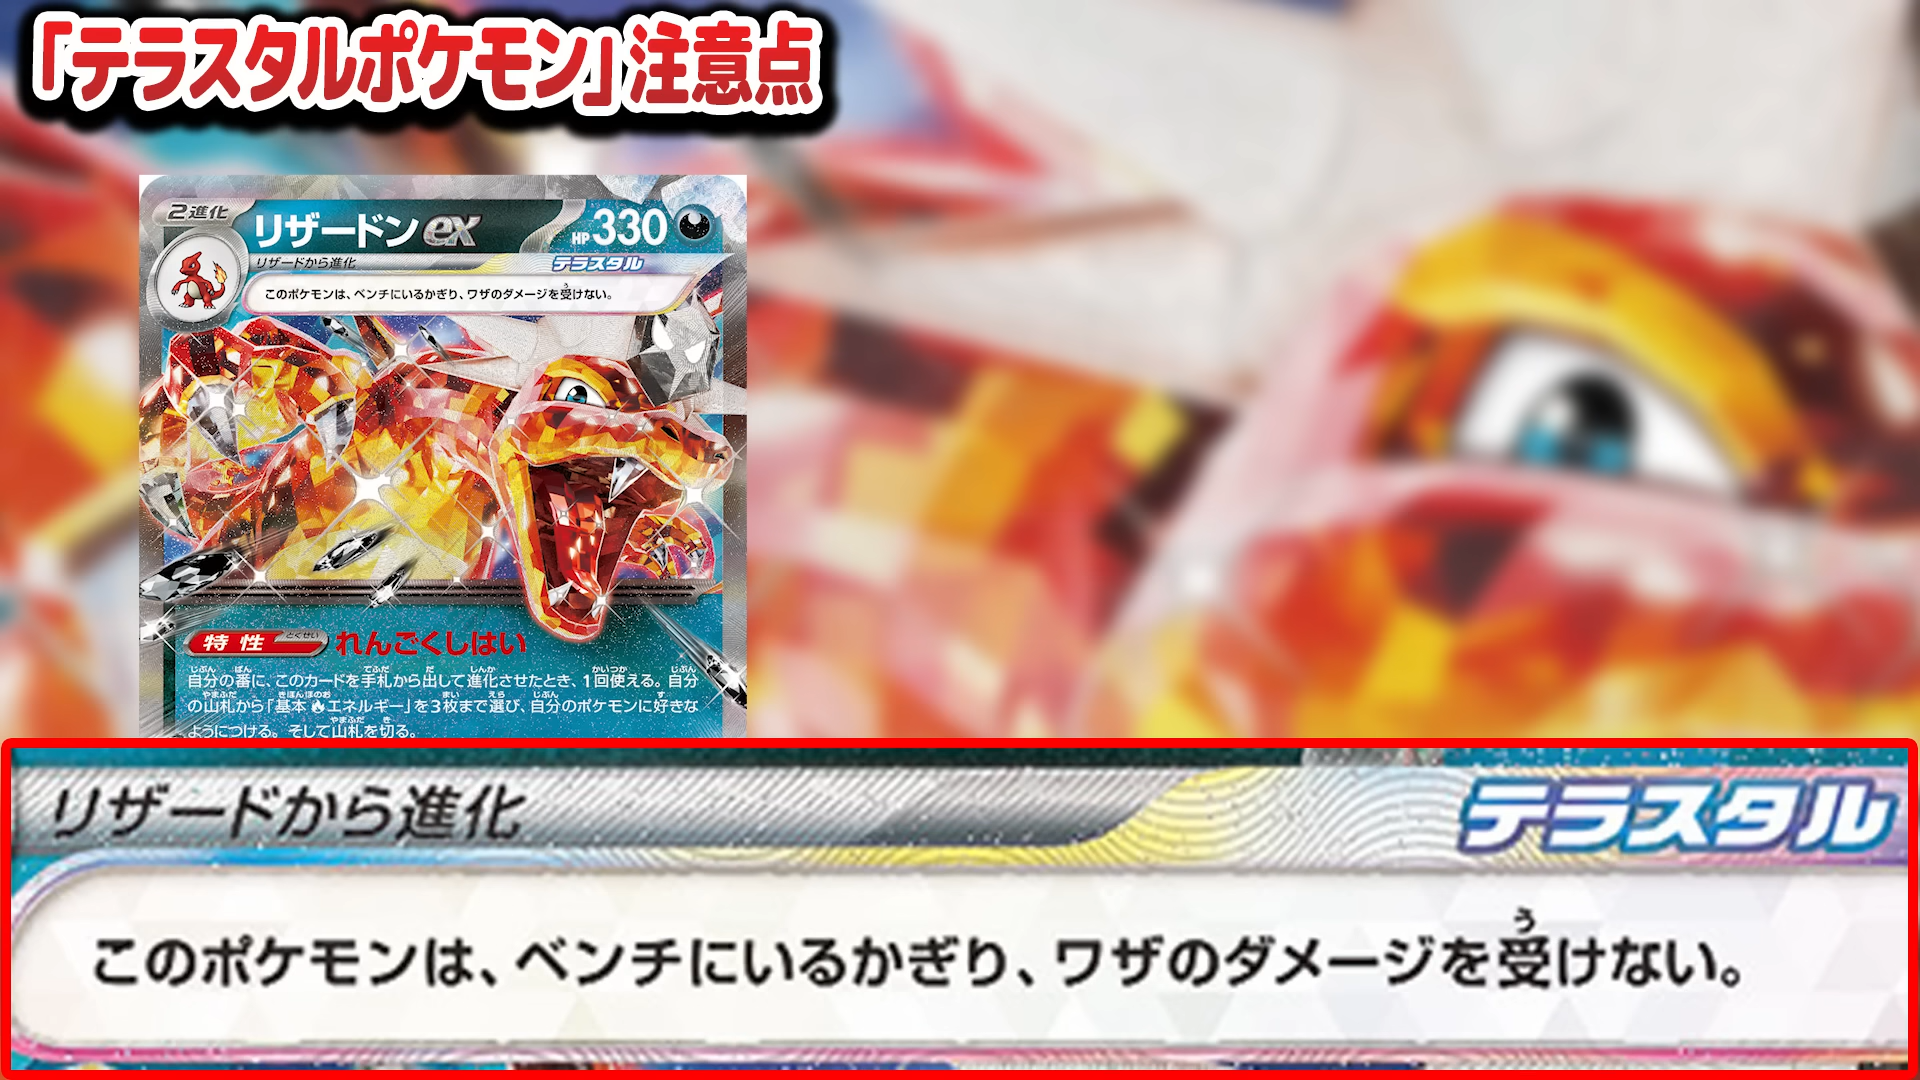 「テラスタルポケモン」注意点
2進化
リザードンex
HP330
リザードから進化
テラスタル
このポケモンは、ベンチにいるかぎり、ワザのダメージを受けない。
特性
とくせい
れんごくしはい
自分の番に、このカードを手札から出して進化させたとき、1回使える。自分
の山札から「基本エネルギー」を3枚まで選び、自分のポケモンに好きな
ようにつける。そして山札を切る。
リザードから進化
テラスタル
このポケモンは、ベンチにいるかぎり、ワザのダメージを受けない。